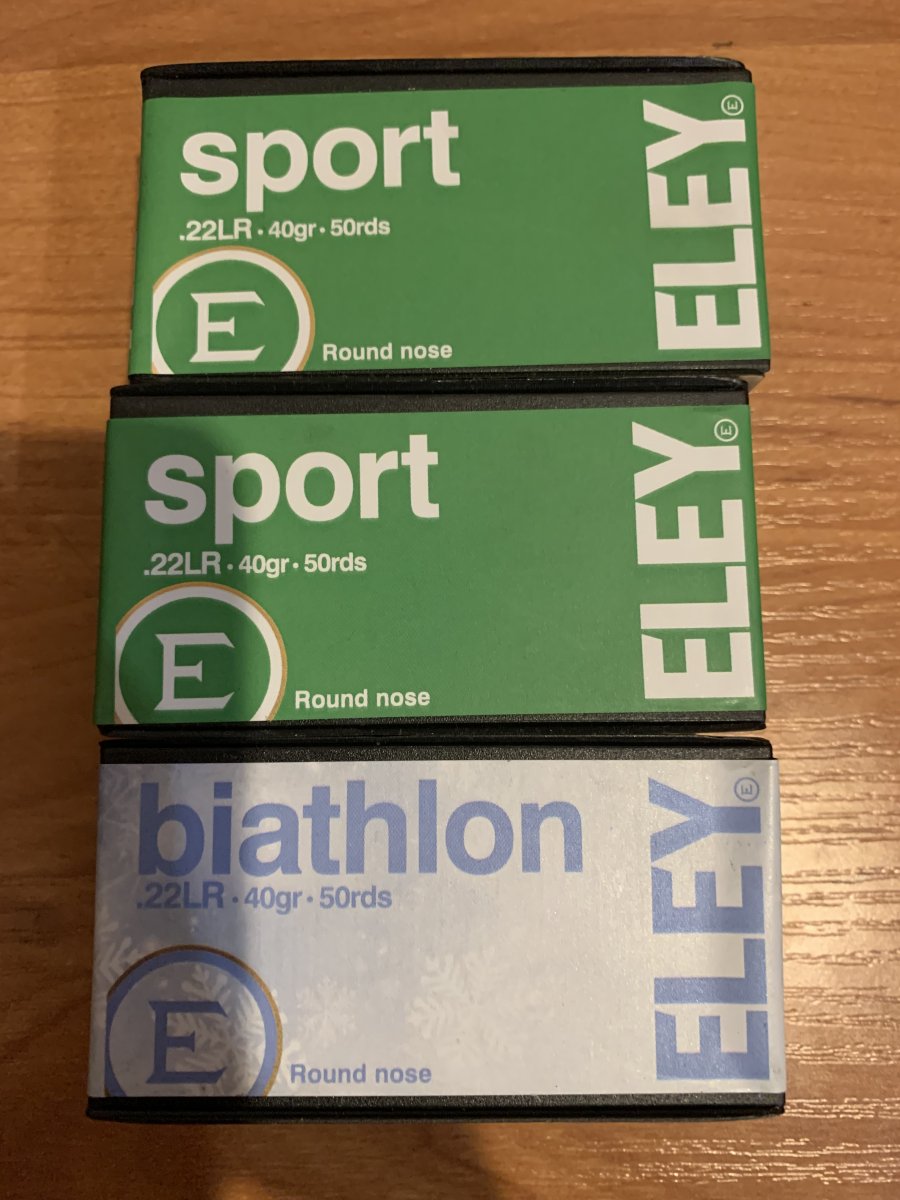 sport
.22LR · 40gr · 50rds
E
Round nose
ELEY
E
sport
.22LR · 40gr · 50rds
E
Round nose
ELEY
E
biathlon
.22LR · 40gr · 50rds
E
Round nose
ELEY
E